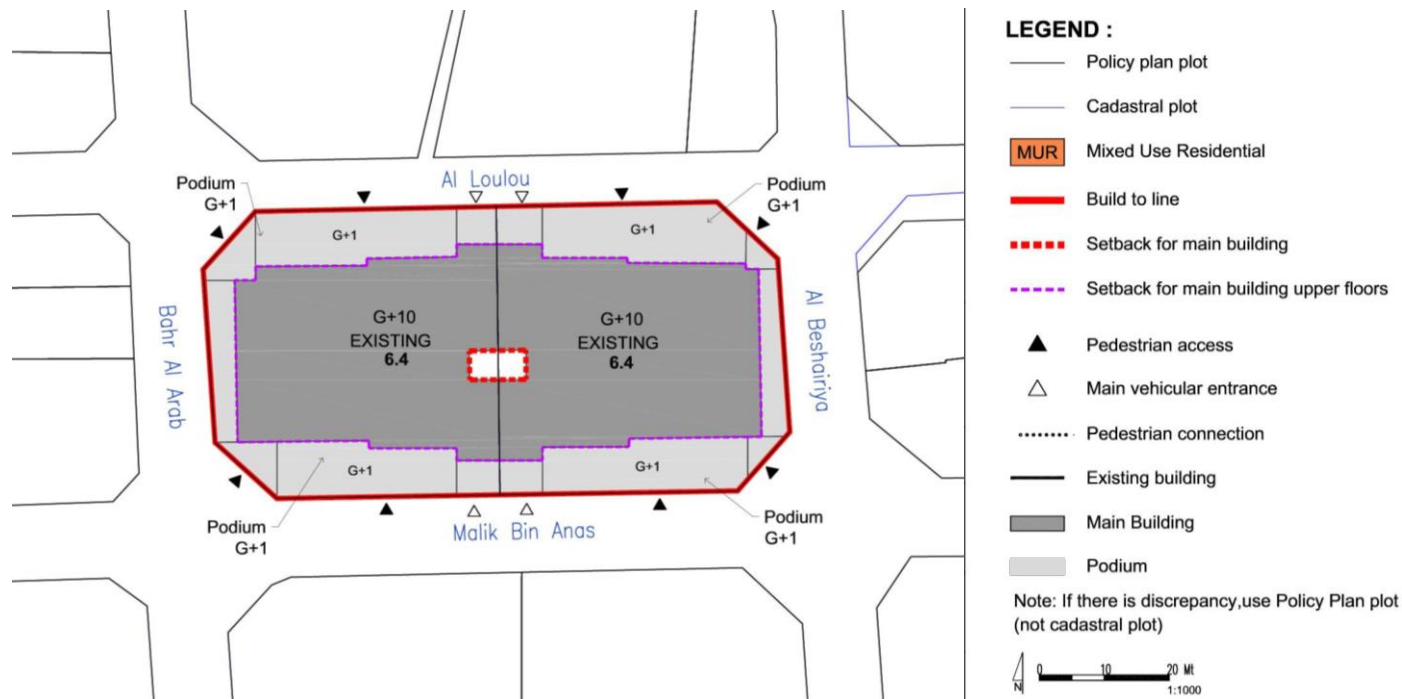 Al Loulou
Podium
G+1
Podium
G+1
G+1
G+1
G+10
EXISTING
6.4
G+10
EXISTING
6.4
Bahr Al Arab
Al Beshairiya
G+1
G+1
Podium
G+1
Podium
G+1
Malik Bin Anas
LEGEND :
Policy plan plot
Cadastral plot
MUR Mixed Use Residential
Build to line
Setback for main building
Setback for main building upper floors
Pedestrian access
Main vehicular entrance
Pedestrian connection
Existing building
Main Building
Podium
Note: If there is discrepancy,use Policy Plan plot
(not cadastral plot)
N
0 10 20 Mt
1:1000